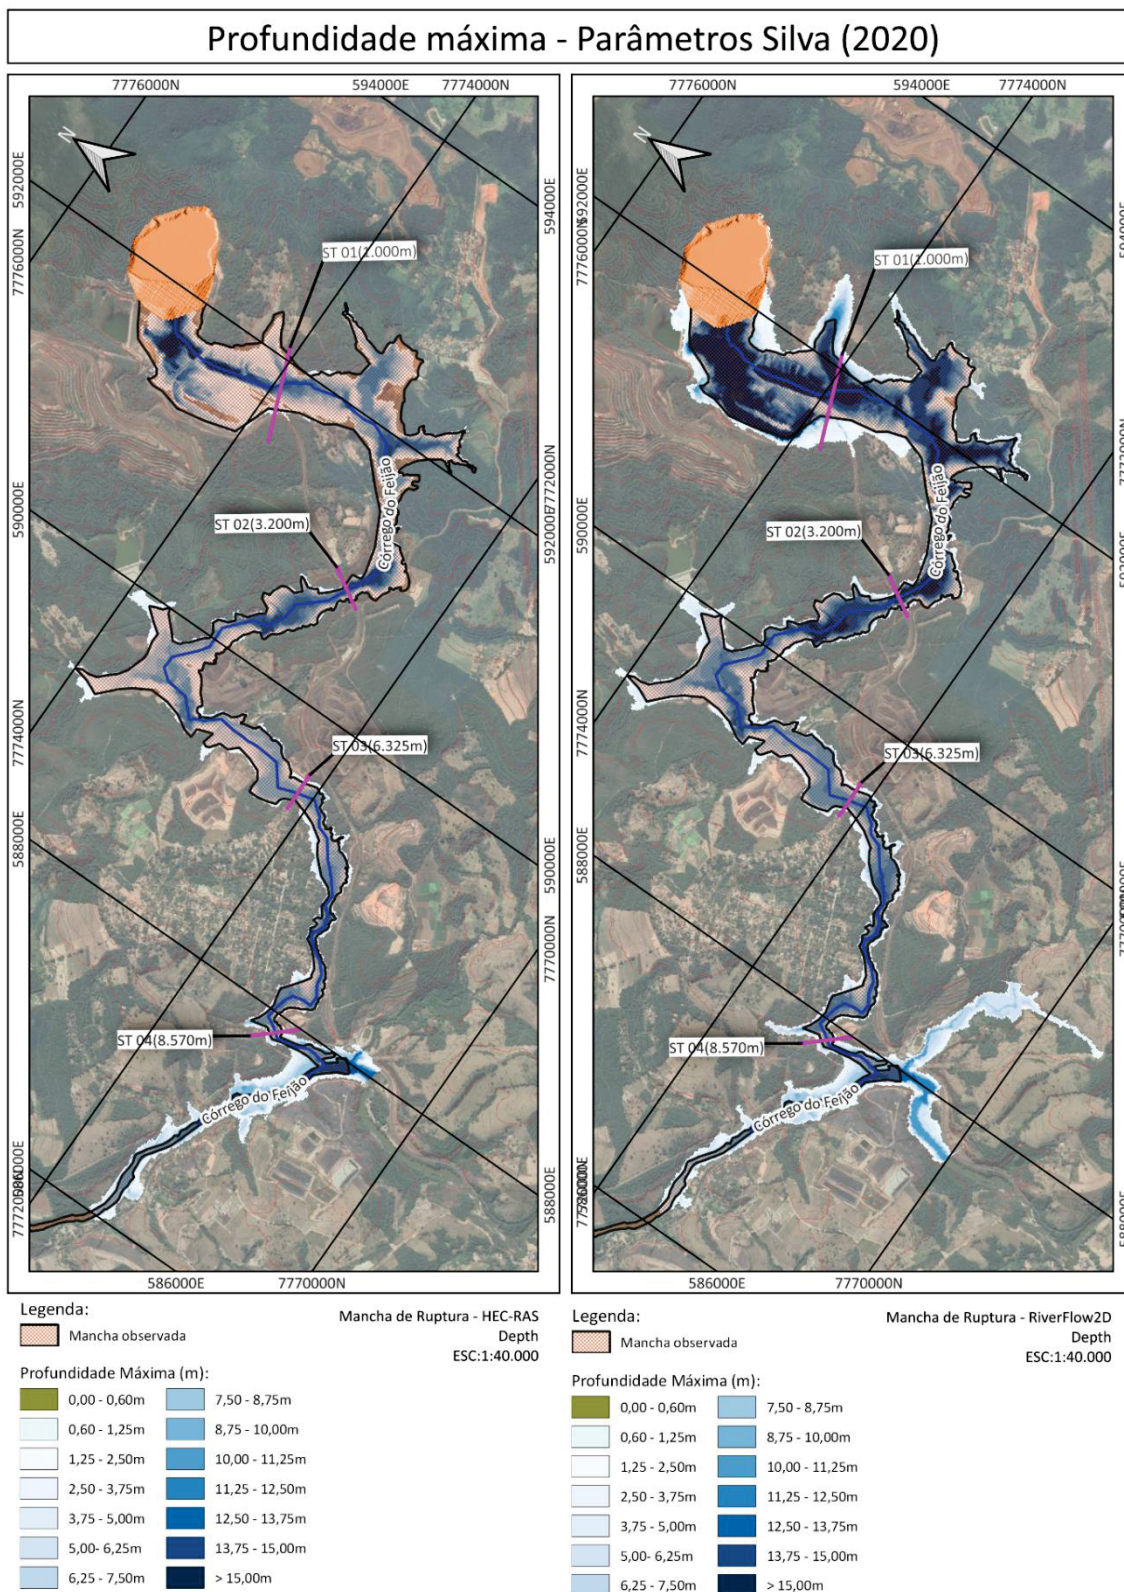 Profundidade máxima - Parâmetros Silva (2020)
7776000N
594000E
7774000N
592000E
7776000N
590000E
7774000N
588000E
594000E
7772000N
592000E
590000E
7770000N
588000E
586000E
7770000N
N
ST 01(1.000m)
ST 02(3.200m)
Córrego do Feijão
ST 03(6.325m)
ST 04(8.570m)
Córrego do Feijão
Legenda:
Mancha observada
Mancha de Ruptura - HEC-RAS
Depth
ESC:1:40.000
Profundidade Máxima (m):
0,00 - 0,60m
0,60 - 1,25m
1,25 - 2,50m
2,50 - 3,75m
3,75 - 5,00m
5,00- 6,25m
6,25 - 7,50m
7,50 - 8,75m
8,75 - 10,00m
10,00 - 11,25m
11,25 - 12,50m
12,50 - 13,75m
13,75 - 15,00m
> 15,00m
7776000N
594000E
7774000N
592000E
7776000N
590000E
7774000N
588000E
594000E
7772000N
592000E
588000E
586000E
7770000N
N
ST 01(1.000m)
ST 02(3.200m)
Córrego do Feijão
ST 03(6.325m)
ST 04(8.570m)
Córrego do Feijão
Legenda:
Mancha observada
Mancha de Ruptura - RiverFlow2D
Depth
ESC:1:40.000
Profundidade Máxima (m):
0,00 - 0,60m
0,60 - 1,25m
1,25 - 2,50m
2,50 - 3,75m
3,75 - 5,00m
5,00- 6,25m
6,25 - 7,50m
7,50 - 8,75m
8,75 - 10,00m
10,00 - 11,25m
11,25 - 12,50m
12,50 - 13,75m
13,75 - 15,00m
> 15,00m